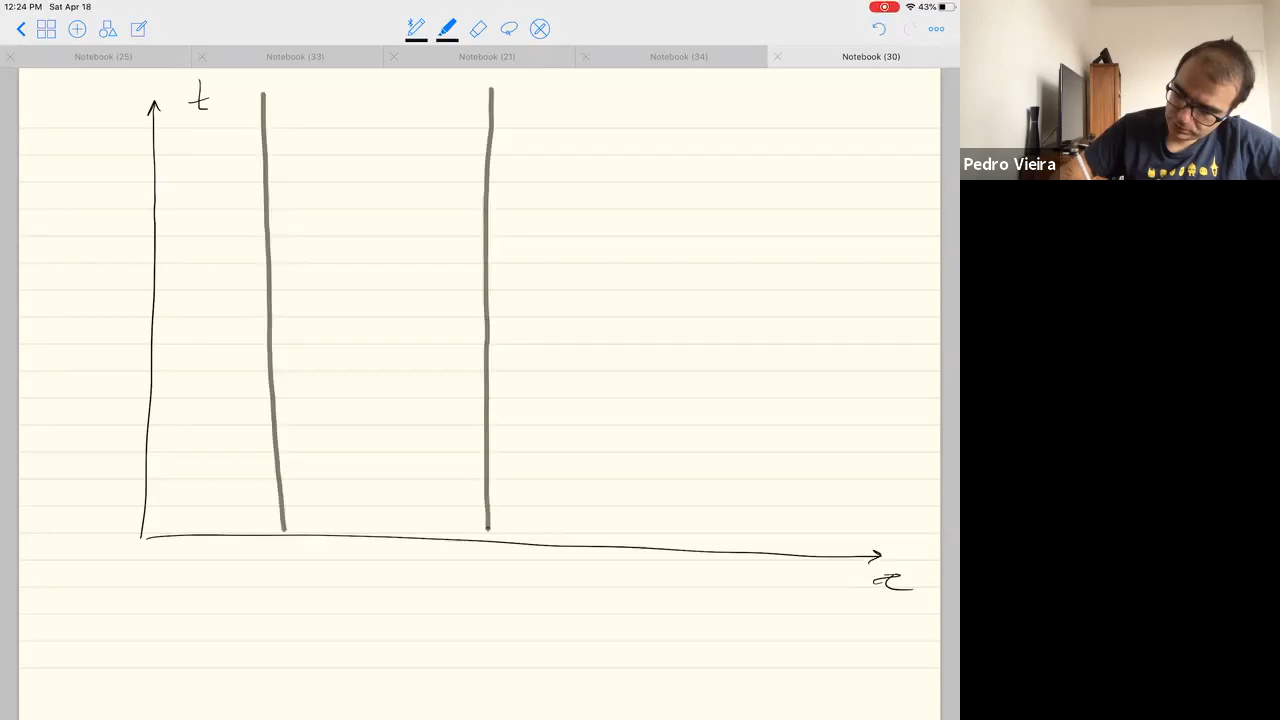 12:24 PM Sat Apr 18
43%
Notebook (25)
Notebook (33)
Notebook (21)
Notebook (34)
Notebook (30)
t
x
Pedro Vieira